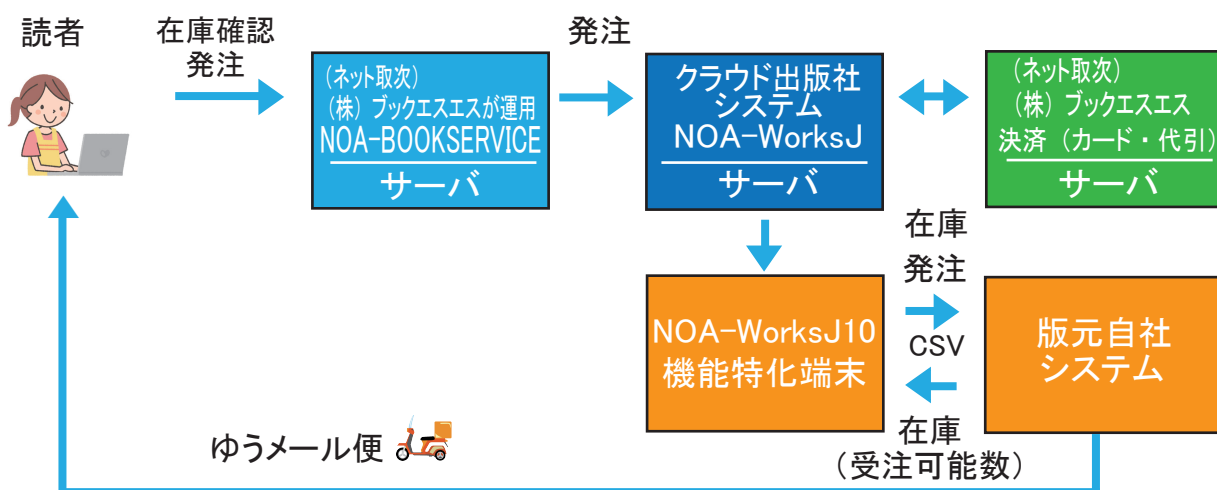 読者
在庫確認
発注
(ネット取次)
(株) ブックエスエスが運用
NOA-BOOKSERVICE
サーバ
発注
クラウド出版社
システム
NOA-WorksJ
サーバ
(ネット取次)
(株) ブックエスエス
決済 (カード・代引)
サーバ
NOA-WorksJ10
機能特化端末
在庫
発注
CSV
在庫
(受注可能数)
版元自社
システム
ゆうメール便